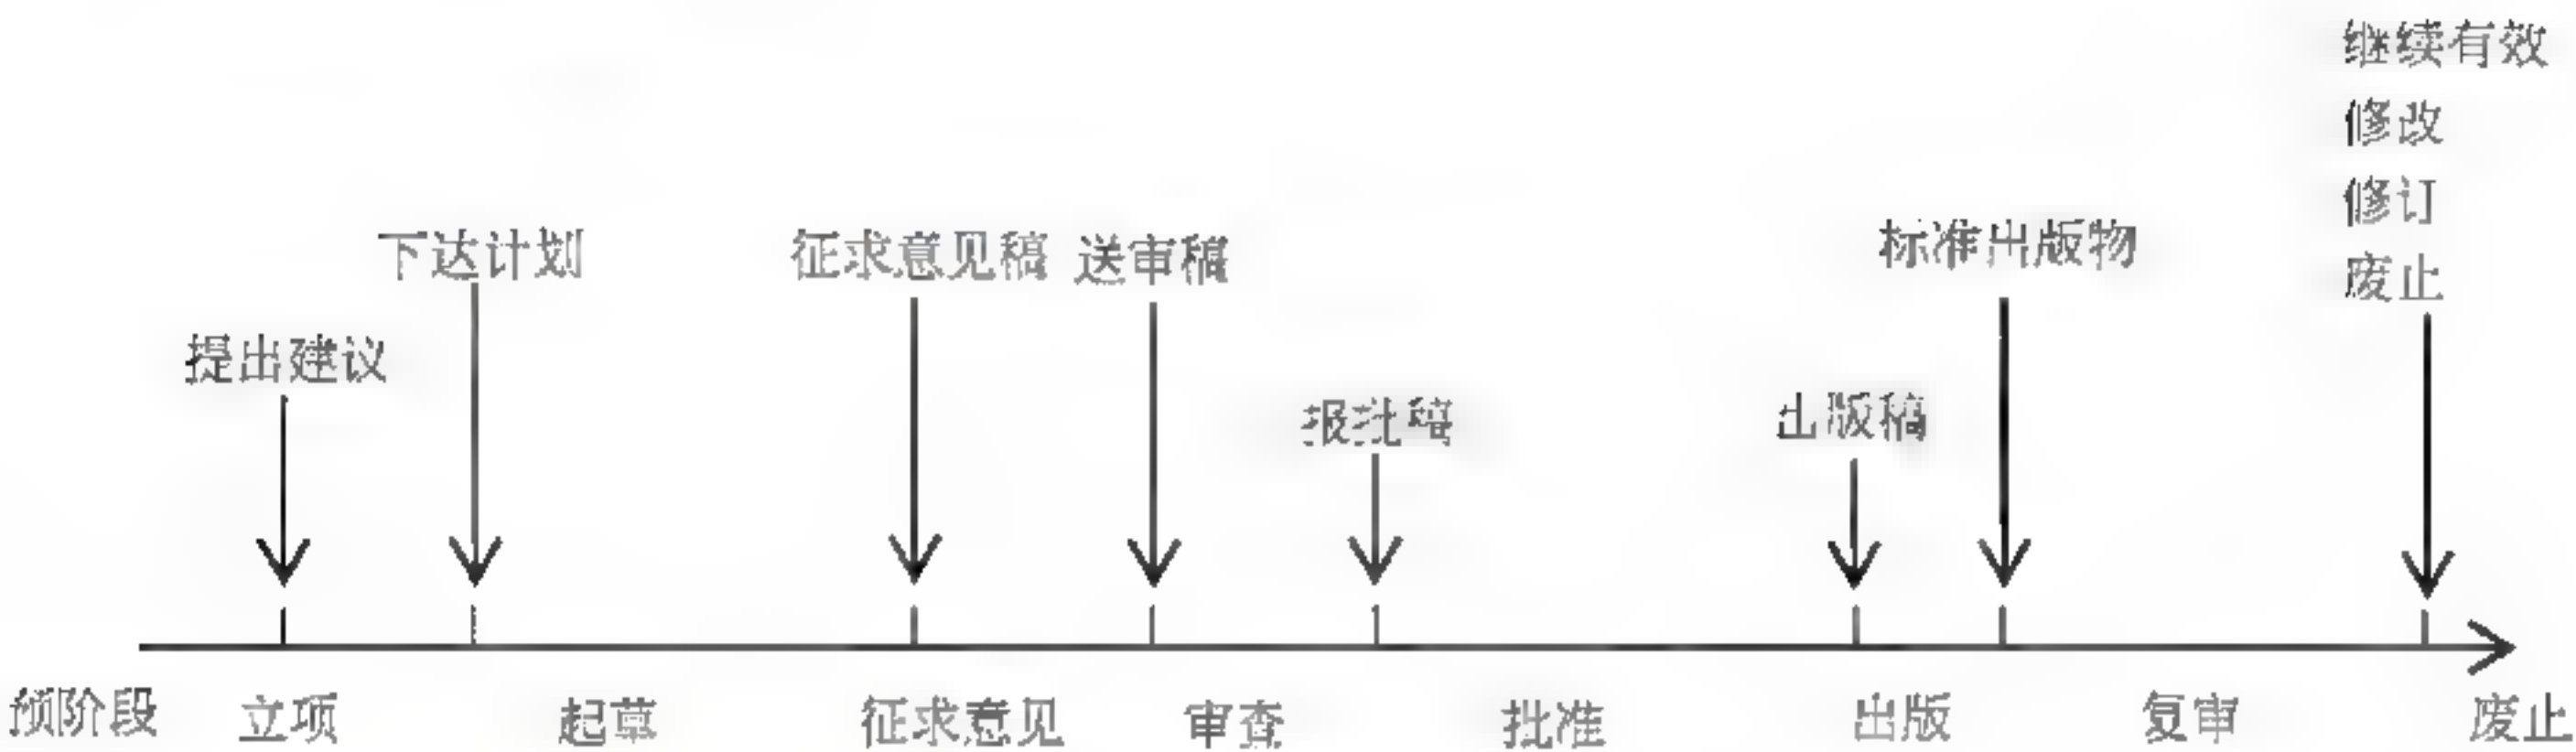 继续有效
修改
修订
废止
下达计划
征求意见稿
送审稿
标准出版物
提出建议
报批稿
出版稿
预阶段
立项
起草
征求意见
审查
批准
出版
复审
废止